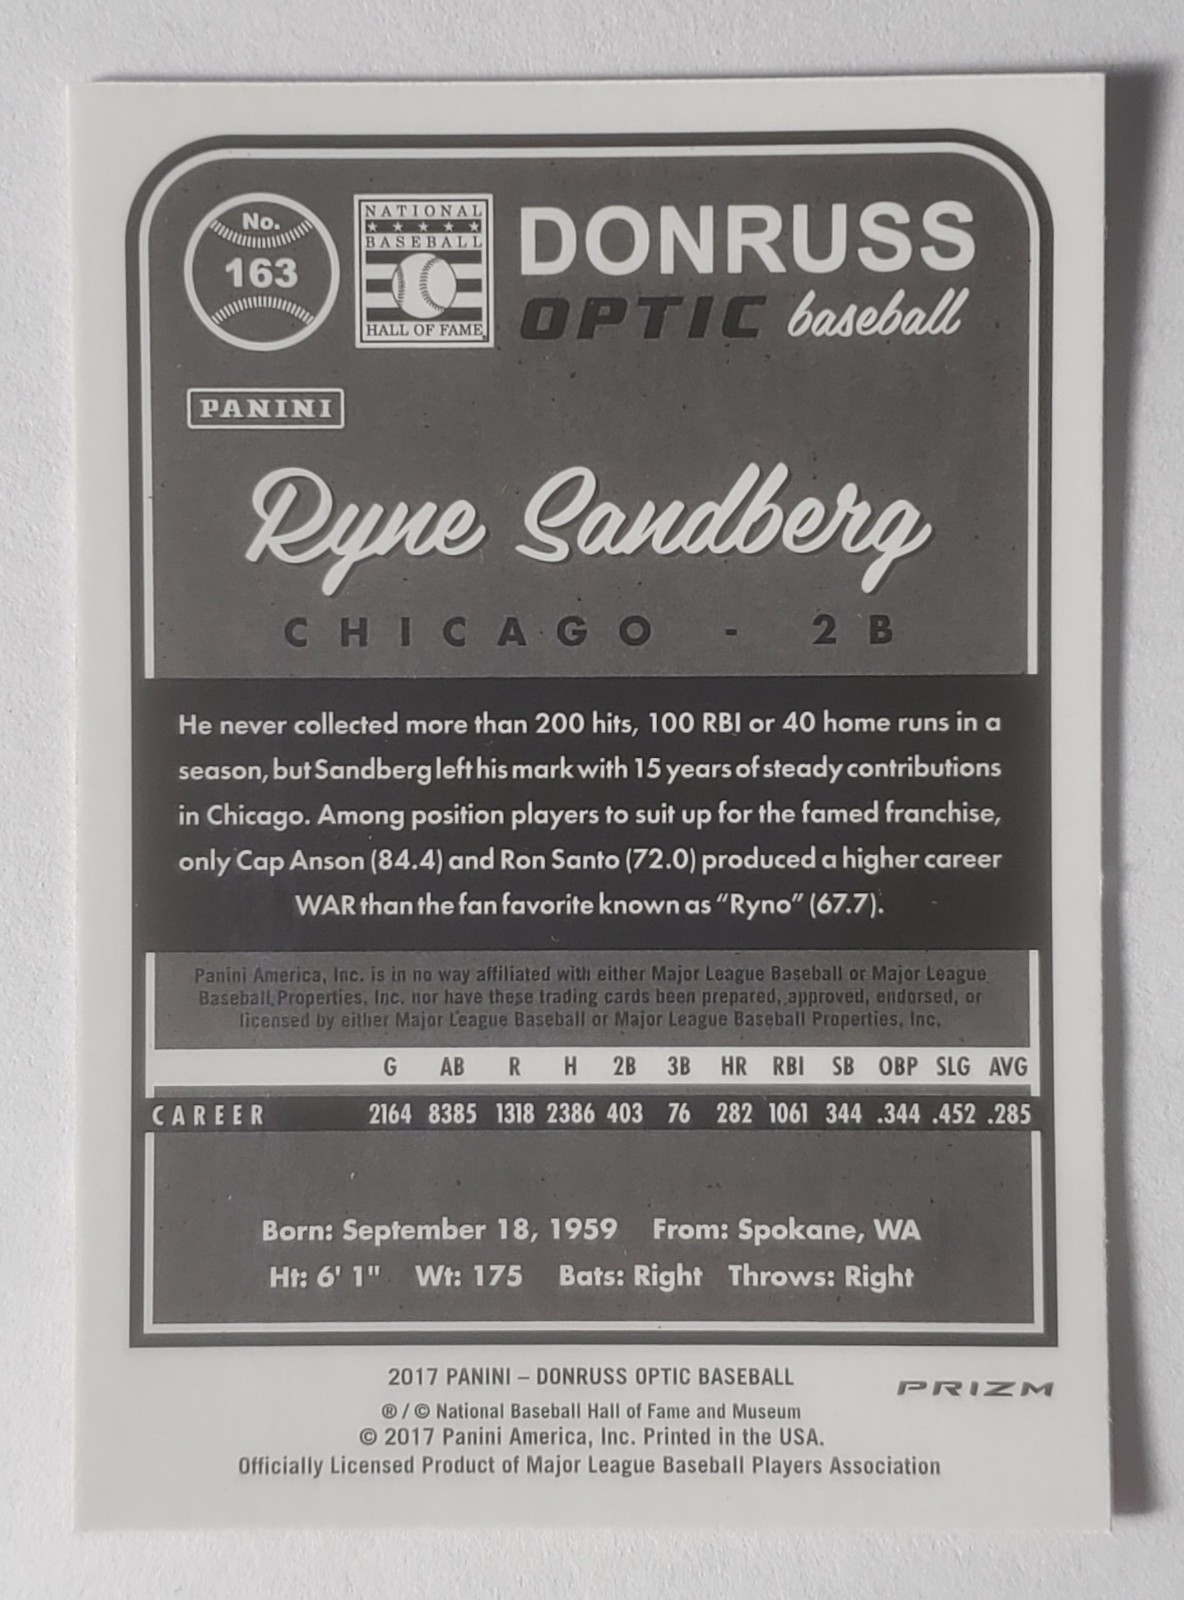 No.
163
NATIONAL
BASEBALL
HALL OF FAME
DONRUSS
OPTIC baseball
PANINI
Ryne Sandberg
CHICAGO - 2B
He never collected more than 200 hits, 100 RBI or 40 home runs in a
season, but Sandberg left his mark with 15 years of steady contributions
in Chicago. Among position players to suit up for the famed franchise,
only Cap Anson (84.4) and Ron Santo (72.0) produced a higher career
WAR than the fan favorite known as “Ryno” (67.7).
Panini America, Inc. is in no way affiliated with either Major League Baseball or Major League
Baseball Properties, Inc. nor have these trading cards been prepared, approved, endorsed, or
licensed by either Major League Baseball or Major League Baseball Properties, Inc.
G AB R H 2B 3B HR RBI SB OBP SLG AVG
CAREER 2164 8385 1318 2386 403 76 282 1061 344 .344 .452 .285
Born: September 18, 1959 From: Spokane, WA
Ht: 6' 1" Wt: 175 Bats: Right Throws: Right
2017 PANINI – DONRUSS OPTIC BASEBALL
PRIZM
® / © National Baseball Hall of Fame and Museum
© 2017 Panini America, Inc. Printed in the USA.
Officially Licensed Product of Major League Baseball Players Association